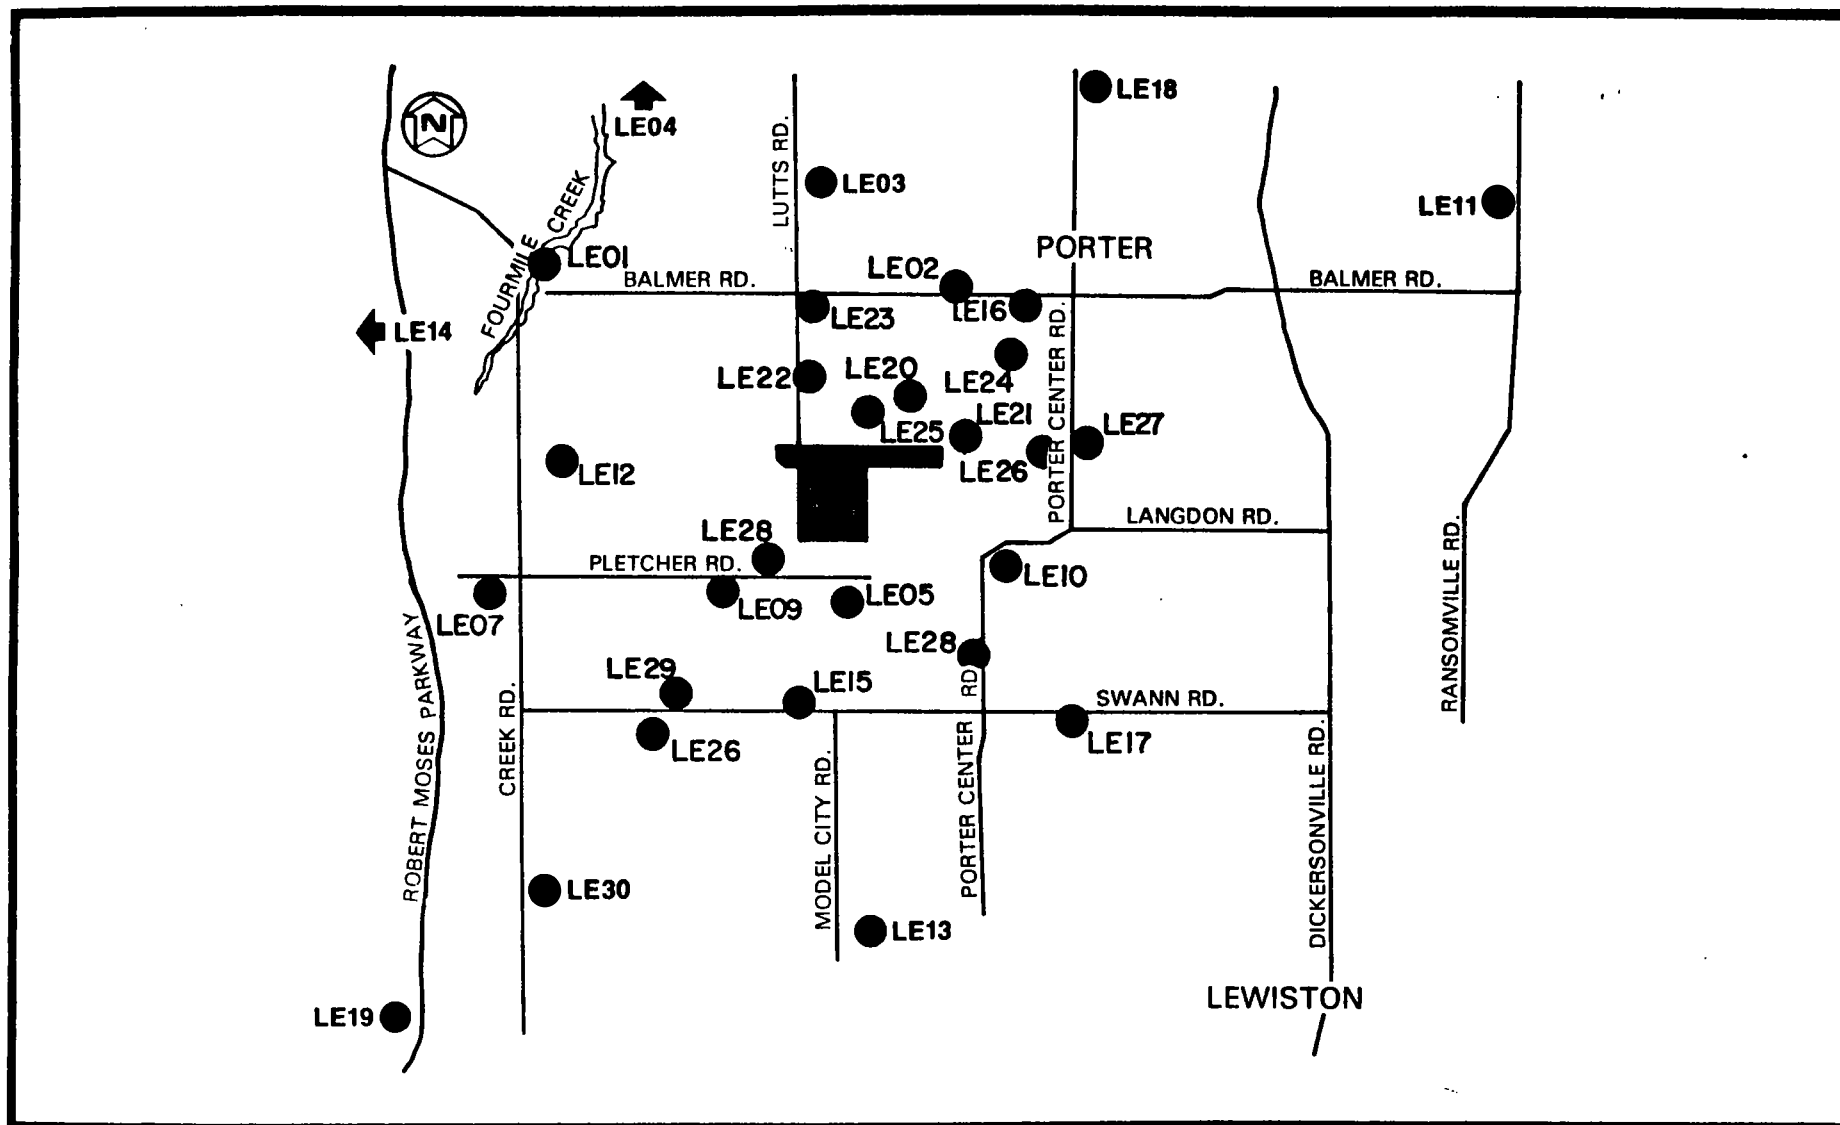 LE18
N
LE04
LUTTS RD.
LE03
FOURMILE CREEK
LE11
PORTER
LE01
LE02
BALMER RD.
BALMER RD.
LE23
LE16
LE14
PORTER CENTER RD.
LE22
LE20
LE24
LE21
LE27
LE25
LE12
LE26
LANGDON RD.
LE28
PLETCHER RD.
LE10
RANSOMVILLE RD.
LE09
LE05
LE07
LE28
ROBERT MOSES PARKWAY
LE29
LE15
CREEK RD.
SWANN RD.
PORTER CENTER RD
LE26
LE17
MODEL CITY RD.
DICKERSONVILLE RD.
LE30
LE13
LEWISTON
LE19